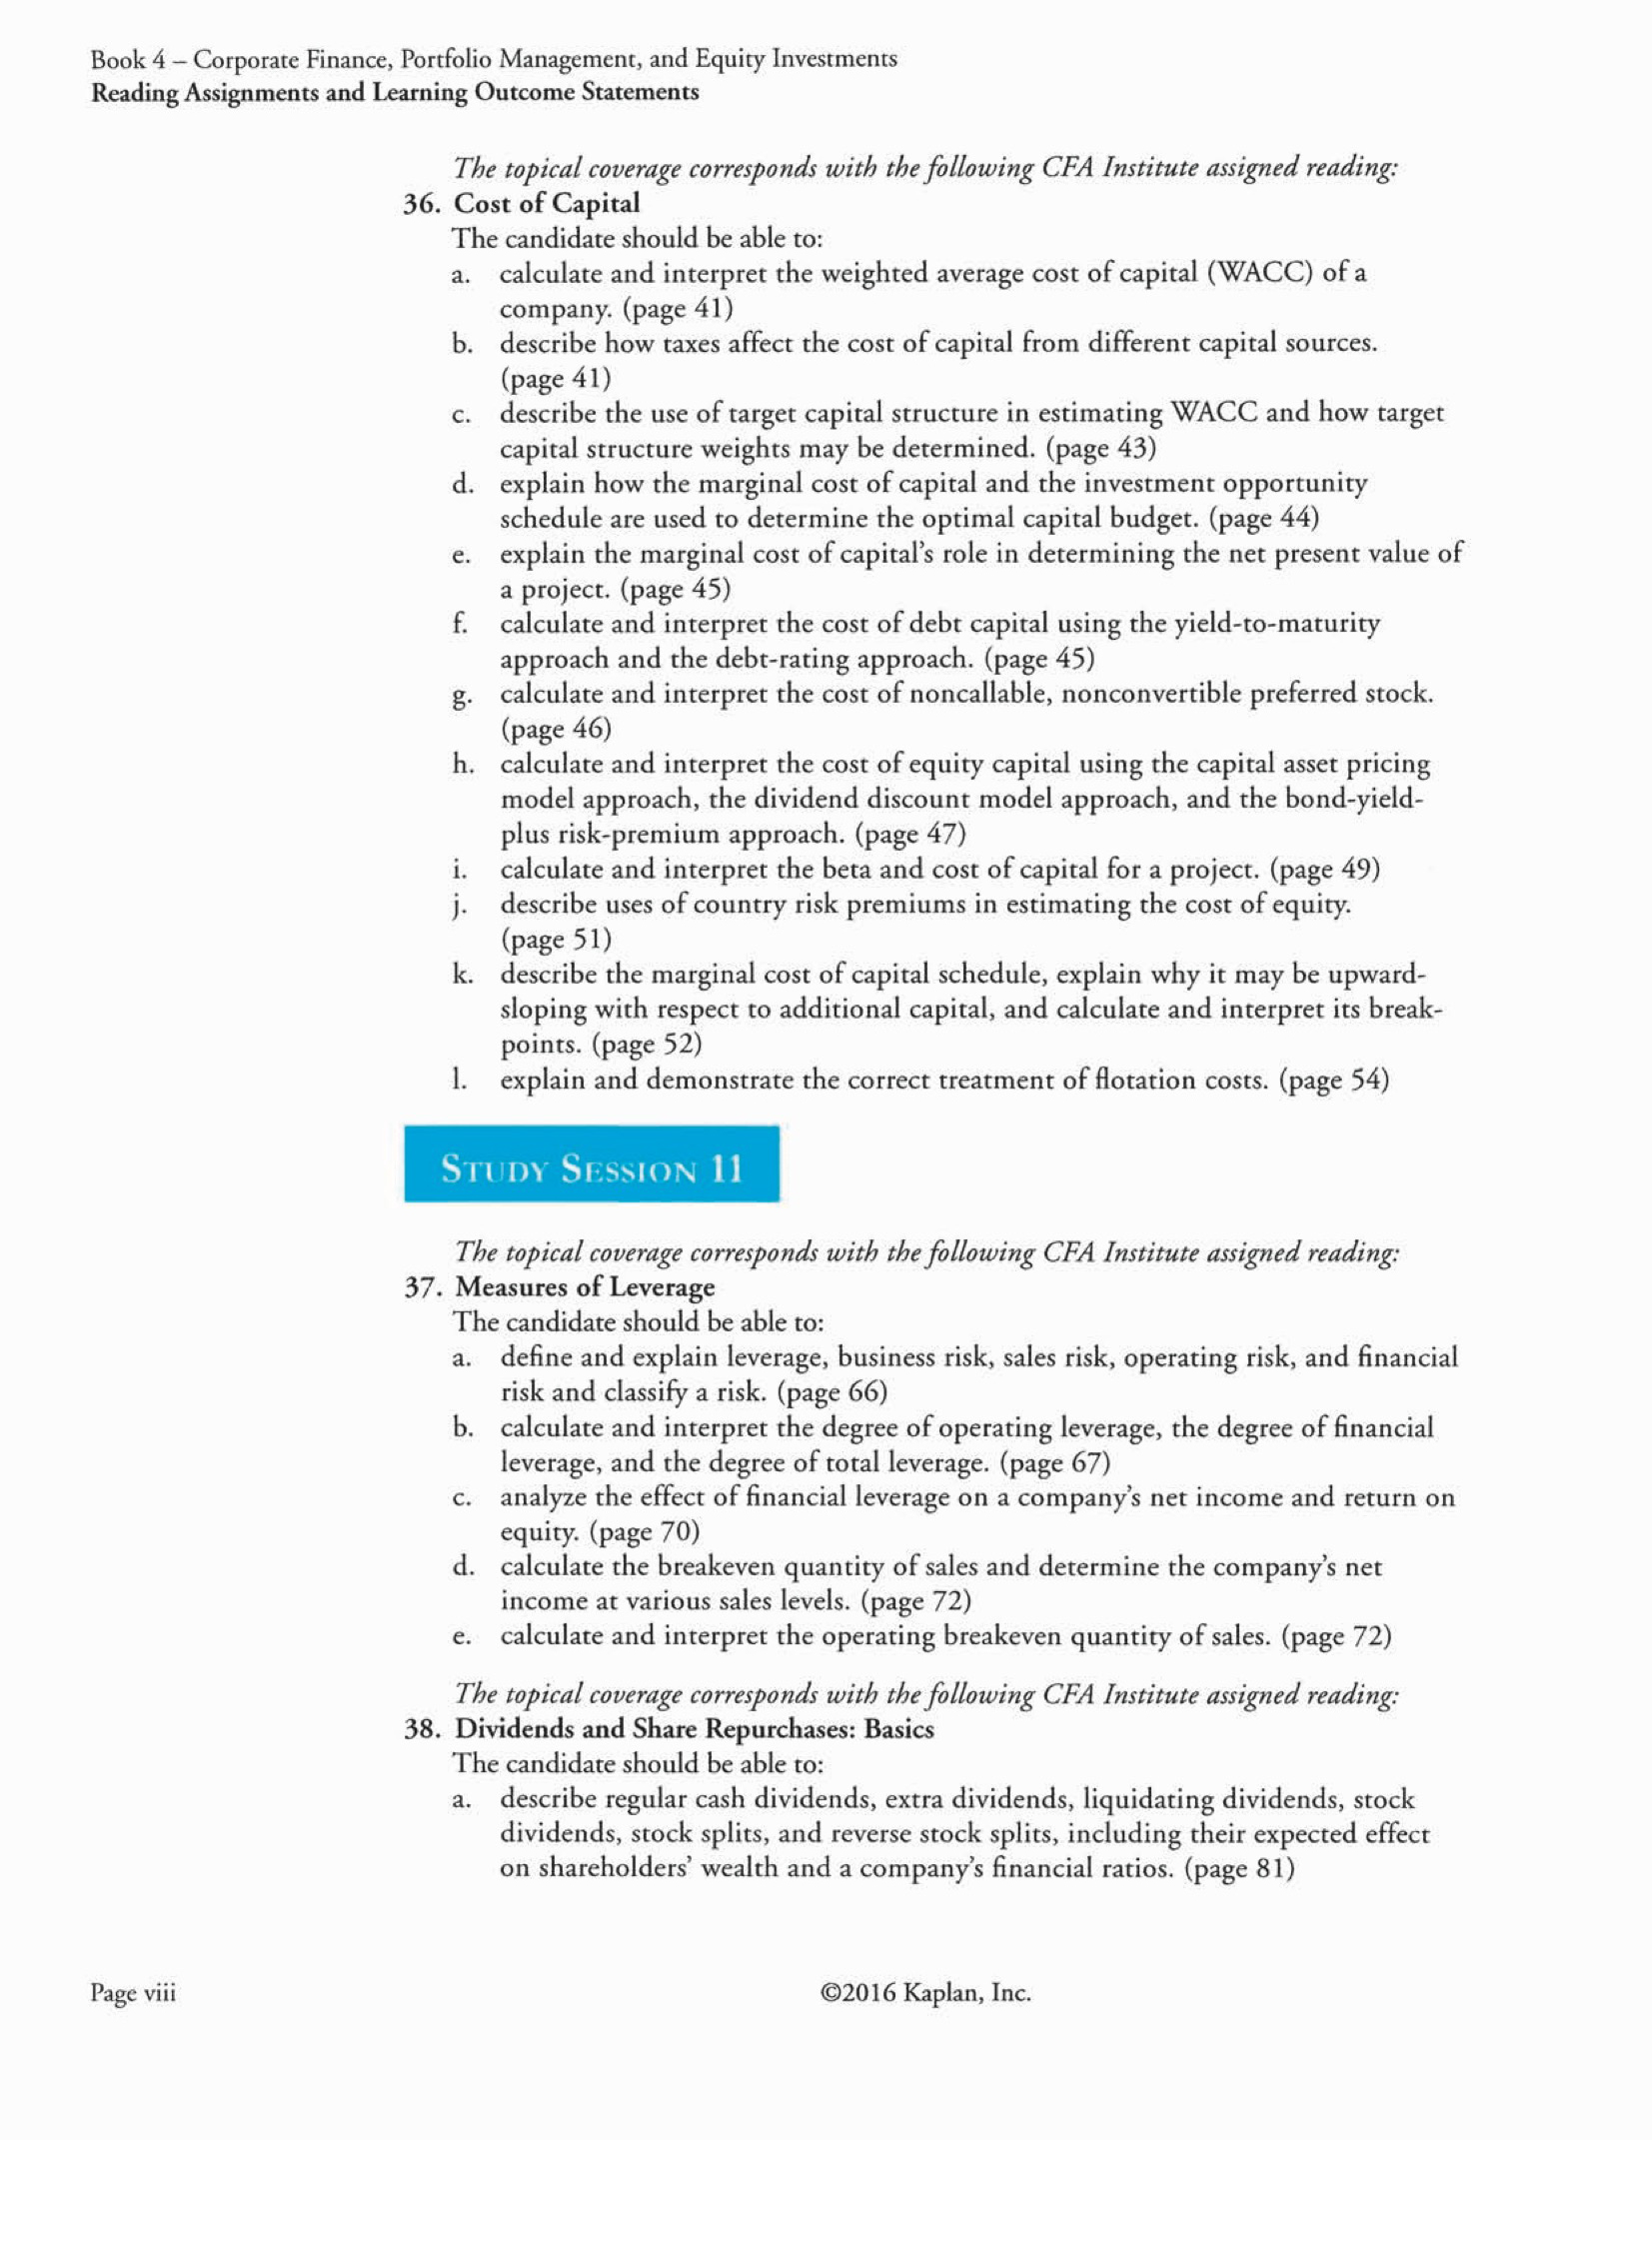 Book 4 – Corporate Finance, Portfolio Management, and Equity Investments
Reading Assignments and Learning Outcome Statements
The topical coverage corresponds with the following CFA Institute assigned reading:
36. Cost of Capital
The candidate should be able to:
a. calculate and interpret the weighted average cost of capital (WACC) of a
company. (page 41)
b. describe how taxes affect the cost of capital from different capital sources.
(page 41)
c. describe the use of target capital structure in estimating WACC and how target
capital structure weights may be determined. (page 43)
d. explain how the marginal cost of capital and the investment opportunity
schedule are used to determine the optimal capital budget. (page 44)
e. explain the marginal cost of capital's role in determining the net present value of
a project. (page 45)
f. calculate and interpret the cost of debt capital using the yield-to-maturity
approach and the debt-rating approach. (page 45)
g. calculate and interpret the cost of noncallable, nonconvertible preferred stock.
(page 46)
h. calculate and interpret the cost of equity capital using the capital asset pricing
model approach, the dividend discount model approach, and the bond-yield-
plus risk-premium approach. (page 47)
i. calculate and interpret the beta and cost of capital for a project. (page 49)
j. describe uses of country risk premiums in estimating the cost of equity.
(page 51)
k. describe the marginal cost of capital schedule, explain why it may be upward-
sloping with respect to additional capital, and calculate and interpret its break-
points. (page 52)
l. explain and demonstrate the correct treatment of flotation costs. (page 54)
STUDY SESSION 11
The topical coverage corresponds with the following CFA Institute assigned reading:
37. Measures of Leverage
The candidate should be able to:
a. define and explain leverage, business risk, sales risk, operating risk, and financial
risk and classify a risk. (page 66)
b. calculate and interpret the degree of operating leverage, the degree of financial
leverage, and the degree of total leverage. (page 67)
c. analyze the effect of financial leverage on a company's net income and return on
equity. (page 70)
d. calculate the breakeven quantity of sales and determine the company's net
income at various sales levels. (page 72)
e. calculate and interpret the operating breakeven quantity of sales. (page 72)
The topical coverage corresponds with the following CFA Institute assigned reading:
38. Dividends and Share Repurchases: Basics
The candidate should be able to:
a. describe regular cash dividends, extra dividends, liquidating dividends, stock
dividends, stock splits, and reverse stock splits, including their expected effect
on shareholders' wealth and a company's financial ratios. (page 81)
Page viii
©2016 Kaplan, Inc.